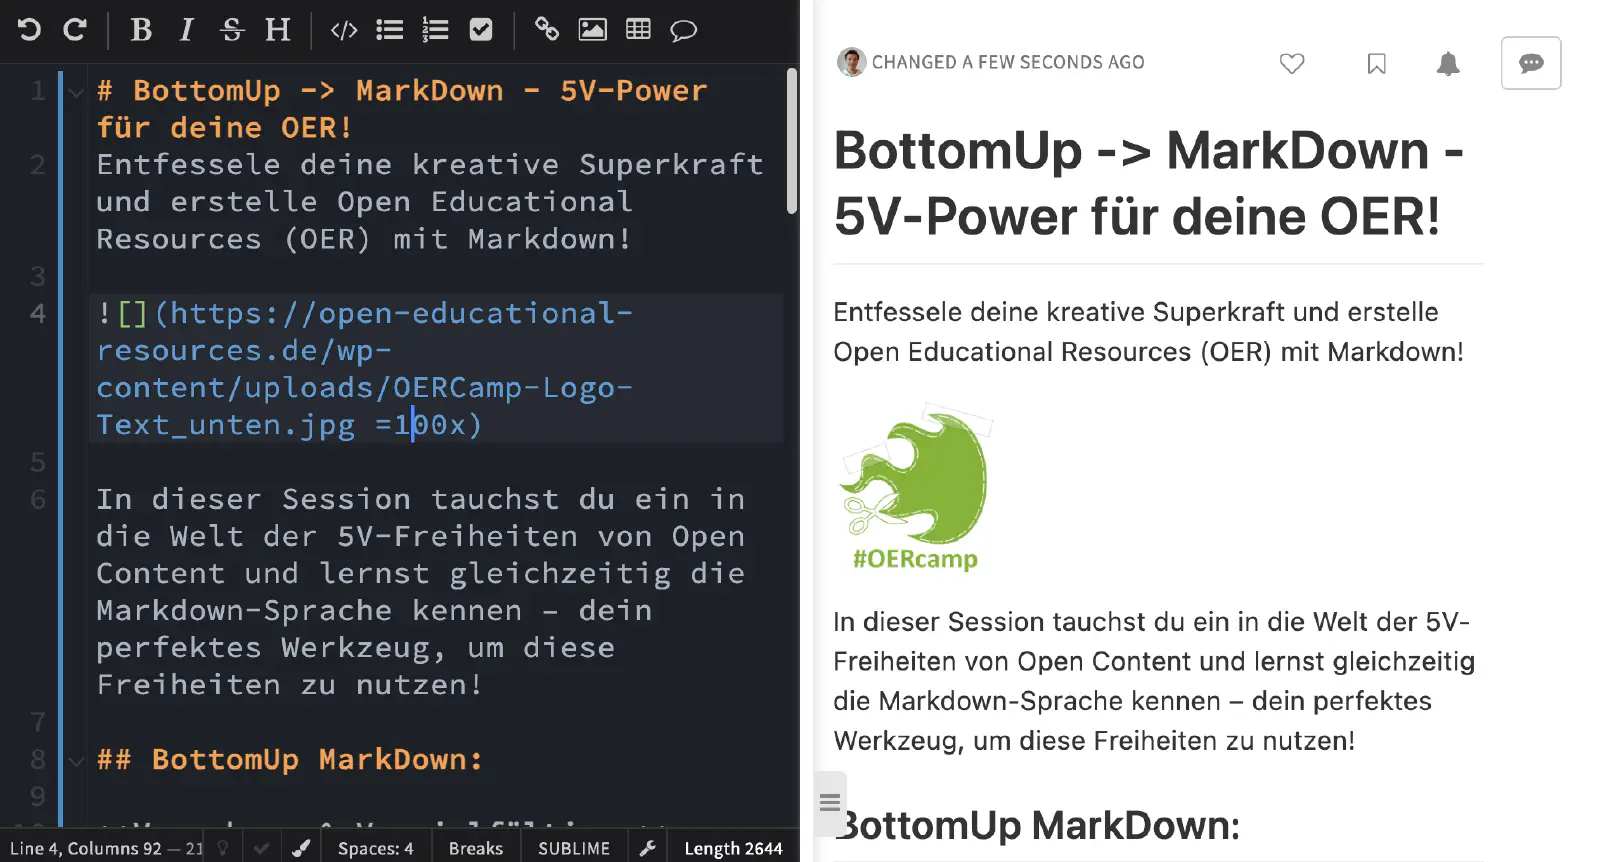 B I S H
1 # BottomUp -> MarkDown - 5V-Power
für deine OER!
2 Entfessele deine kreative Superkraft
und erstelle Open Educational
Resources (OER) mit Markdown!
3
4 ![](https://open-educational-
resources.de/wp-
content/uploads/OERCamp-Logo-
Text_unten.jpg =100x)
5
6 In dieser Session tauchst du ein in
die Welt der 5V-Freiheiten von Open
Content und lernst gleichzeitig die
Markdown-Sprache kennen – dein
perfektes Werkzeug, um diese
Freiheiten zu nutzen!
7
8 ## BottomUp MarkDown:
9
Line 4, Columns 92 — 21 Spaces: 4 Breaks SUBLIME Length 2644
CHANGED A FEW SECONDS AGO
BottomUp -> MarkDown -
5V-Power für deine OER!
Entfessele deine kreative Superkraft und erstelle
Open Educational Resources (OER) mit Markdown!
#OERcamp
In dieser Session tauchst du ein in die Welt der 5V-
Freiheiten von Open Content und lernst gleichzeitig
die Markdown-Sprache kennen – dein perfektes
Werkzeug, um diese Freiheiten zu nutzen!
BottomUp MarkDown: